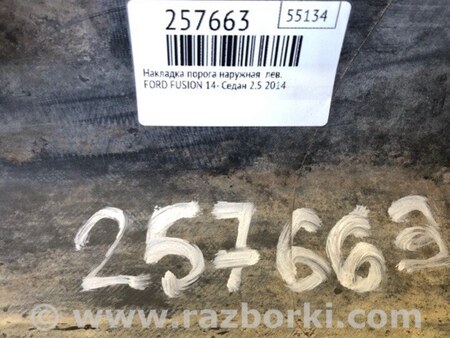 257663
55134
Накладка порога наружная лев.
FORD FUSION 14- Седан 2.5 2014
257663
www.razborki.com